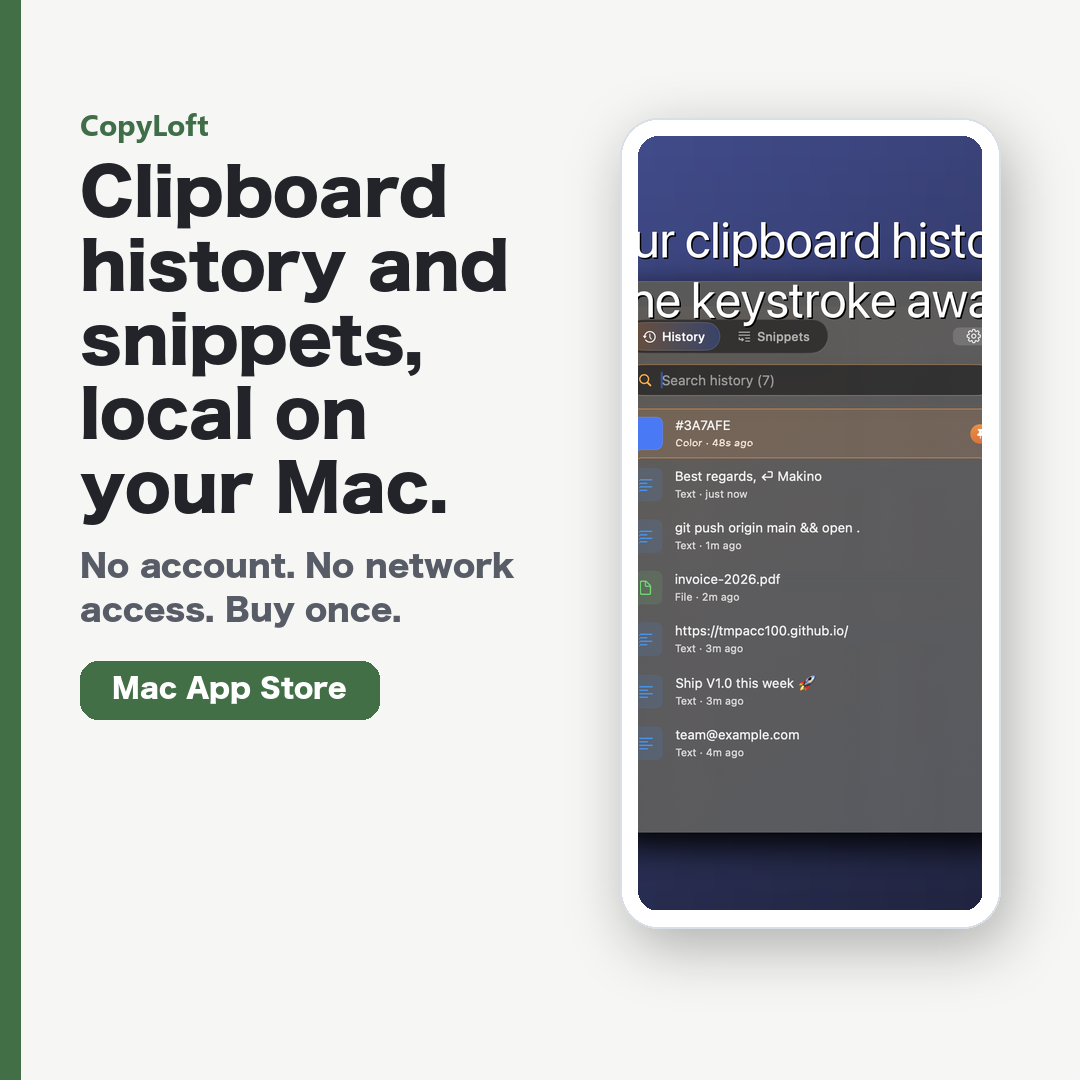 CopyLoft
Clipboard
history and
snippets,
local on
your Mac.
No account. No network
access. Buy once.
Mac App Store
ur clipboard histo
ne keystroke awa
History
Snippets
Search history (7)
#3A7AFE
Color · 48s ago
Best regards, ⏎ Makino
Text · just now
git push origin main && open .
Text · 1m ago
invoice-2026.pdf
File · 2m ago
https://tmpacc100.github.io/
Text · 3m ago
Ship V1.0 this week 🚀
Text · 3m ago
team@example.com
Text · 4m ago